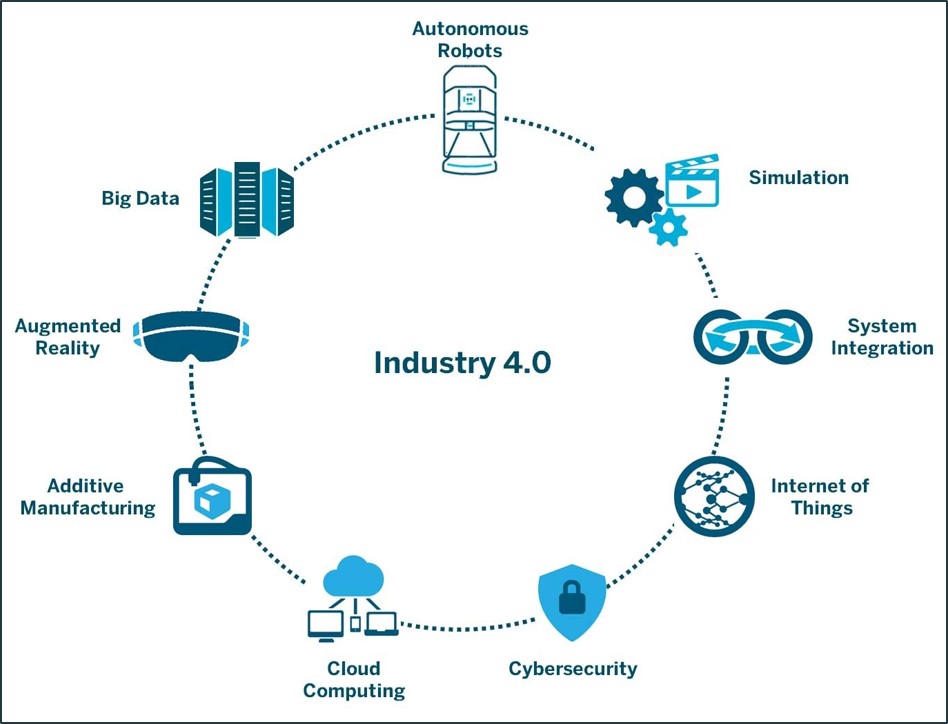 Autonomous
Robots
Simulation
System
Integration
Internet of
Things
Cybersecurity
Cloud
Computing
Additive
Manufacturing
Augmented
Reality
Big Data
Industry 4.0